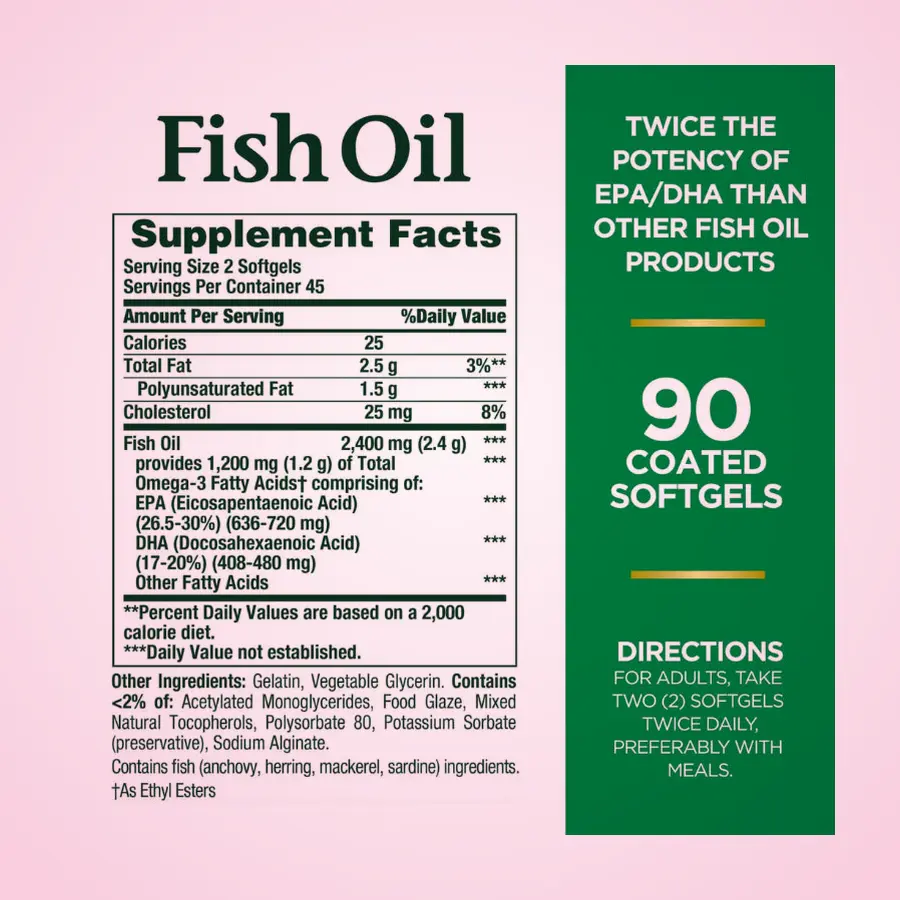 Fish Oil
Supplement Facts
Serving Size 2 Softgels
Servings Per Container 45
Amount Per Serving %Daily Value
Calories 25
Total Fat 2.5 g 3%**
Polyunsaturated Fat 1.5 g ***
Cholesterol 25 mg 8%
Fish Oil 2,400 mg (2.4 g) ***
provides 1,200 mg (1.2 g) of Total ***
Omega-3 Fatty Acids† comprising of:
EPA (Eicosapentaenoic Acid) ***
(26.5-30%) (636-720 mg)
DHA (Docosahexaenoic Acid) ***
(17-20%) (408-480 mg)
Other Fatty Acids ***
**Percent Daily Values are based on a 2,000
calorie diet.
***Daily Value not established.
Other Ingredients: Gelatin, Vegetable Glycerin. Contains
<2% of: Acetylated Monoglycerides, Food Glaze, Mixed
Natural Tocopherols, Polysorbate 80, Potassium Sorbate
(preservative), Sodium Alginate.
Contains fish (anchovy, herring, mackerel, sardine) ingredients.
†As Ethyl Esters
TWICE THE
POTENCY OF
EPA/DHA THAN
OTHER FISH OIL
PRODUCTS
90
COATED
SOFTGELS
DIRECTIONS
FOR ADULTS, TAKE
TWO (2) SOFTGELS
TWICE DAILY,
PREFERABLY WITH
MEALS.